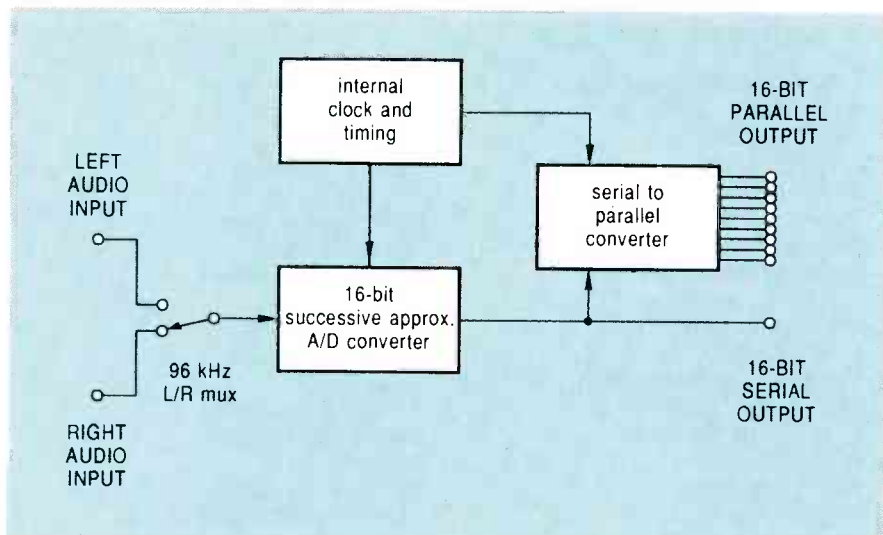 internal
clock and
timing
16-BIT
PARALLEL
OUTPUT
LEFT
AUDIO
INPUT
serial to
parallel
converter
16-bit
successive approx.
A/D converter
96 kHz
L/R mux
16-BIT
SERIAL
OUTPUT
RIGHT
AUDIO
INPUT